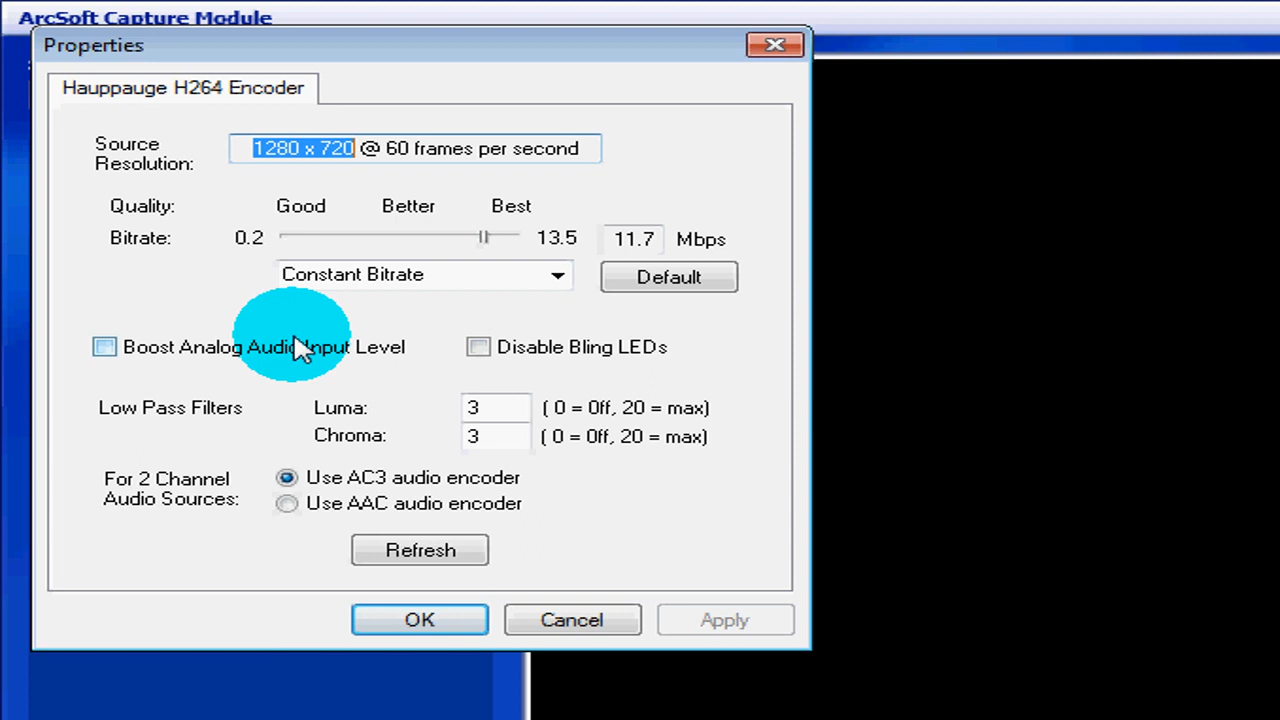 ArcSoft Capture Module
Properties
Hauppauge H264 Encoder
Source
Resolution:
1280 x 720 @ 60 frames per second
Quality: Good Better Best
Bitrate: 0.2 13.5 11.7 Mbps
Constant Bitrate Default
Boost Analog Audio Input Level Disable Bling LEDs
Low Pass Filters Luma: 3 ( 0 = Off, 20 = max)
Chroma: 3 ( 0 = Off, 20 = max)
For 2 Channel
Audio Sources:
Use AC3 audio encoder
Use AAC audio encoder
Refresh
OK Cancel Apply